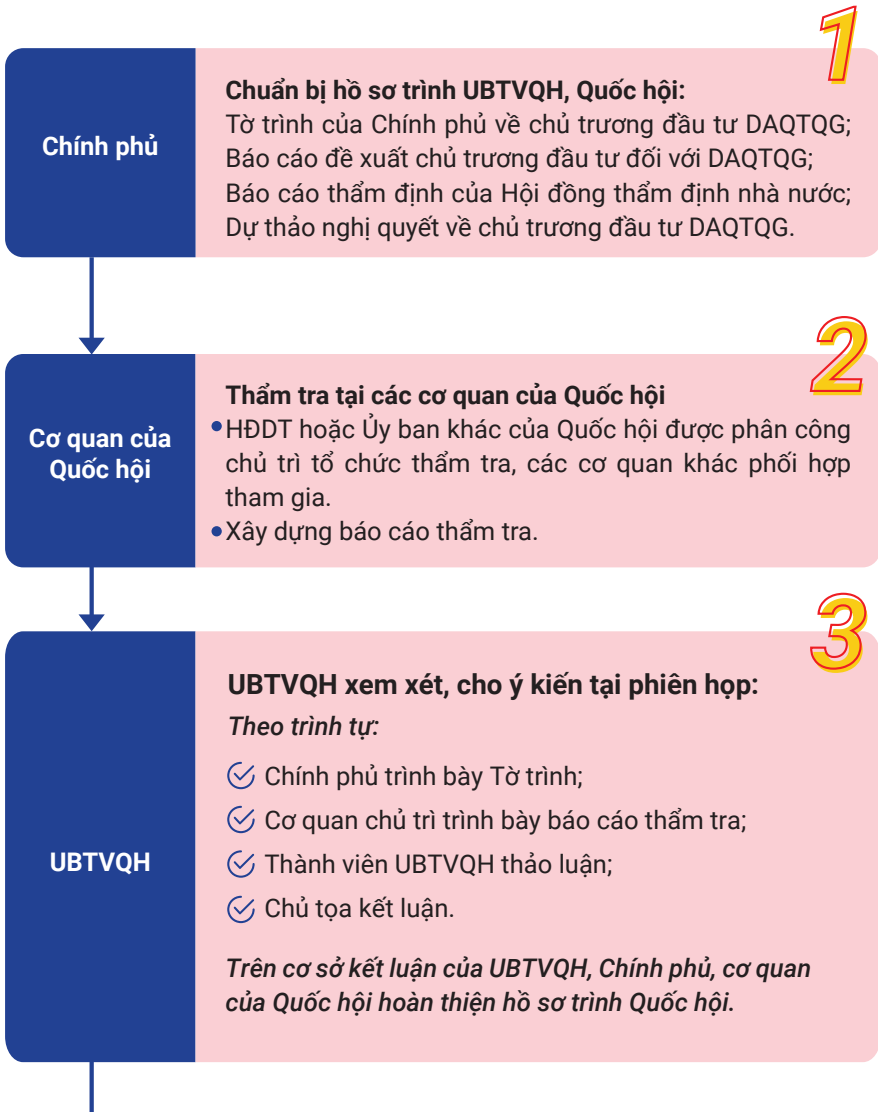 1
Chính phủ
Chuẩn bị hồ sơ trình UBTVQH, Quốc hội:
Tờ trình của Chính phủ về chủ trương đầu tư DAQTQG;
Báo cáo đề xuất chủ trương đầu tư đối với DAQTQG;
Báo cáo thẩm định của Hội đồng thẩm định nhà nước;
Dự thảo nghị quyết về chủ trương đầu tư DAQTQG.
2
Cơ quan của
Quốc hội
Thẩm tra tại các cơ quan của Quốc hội
HĐDT hoặc Ủy ban khác của Quốc hội được phân công
chủ trì tổ chức thẩm tra, các cơ quan khác phối hợp
tham gia.
Xây dựng báo cáo thẩm tra.
3
UBTVQH
UBTVQH xem xét, cho ý kiến tại phiên họp:
Theo trình tự:
Chính phủ trình bày Tờ trình;
Cơ quan chủ trì trình bày báo cáo thẩm tra;
Thành viên UBTVQH thảo luận;
Chủ tọa kết luận.
Trên cơ sở kết luận của UBTVQH, Chính phủ, cơ quan
của Quốc hội hoàn thiện hồ sơ trình Quốc hội.